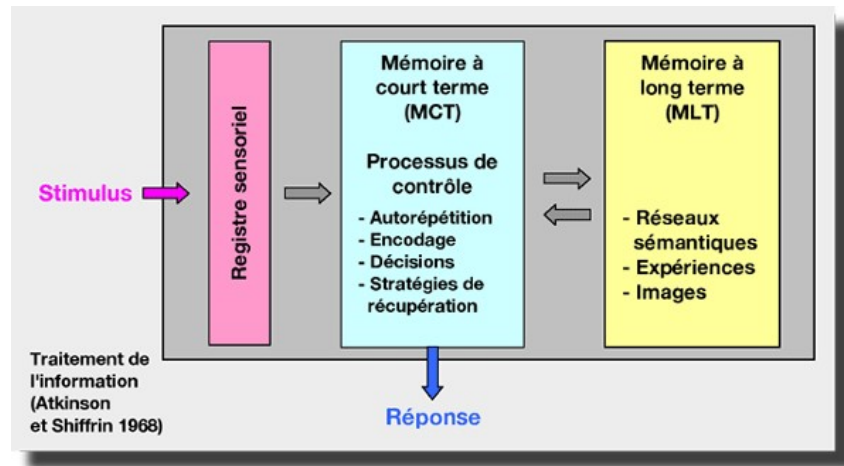 Stimulus
Registre sensoriel
Mémoire à
court terme
(MCT)
Processus de
contrôle
- Autorépétition
- Encodage
- Décisions
- Stratégies de
récupération
Mémoire à
long terme
(MLT)
- Réseaux
sémantiques
- Expériences
- Images
Traitement de
l'information
(Atkinson
et Shiffrin 1968)
Réponse